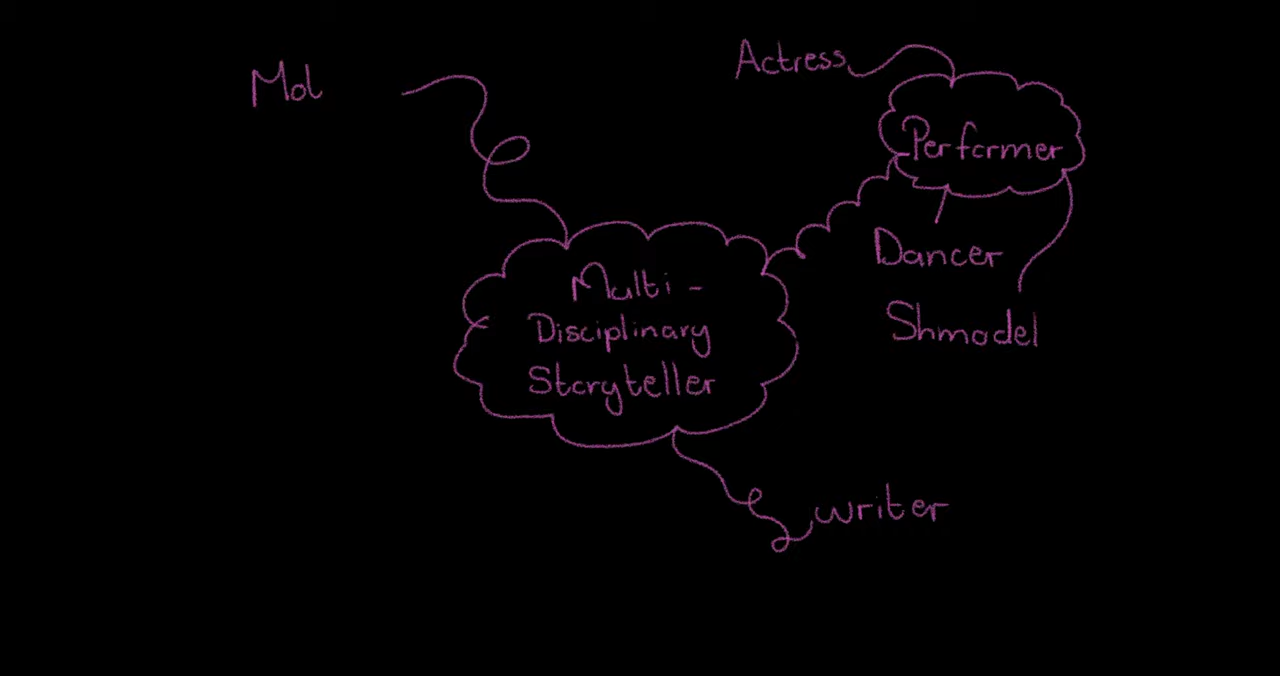 Mol
Actress
Performer
Dancer
Shmodel
Multi -
Disciplinary
Storyteller
writer